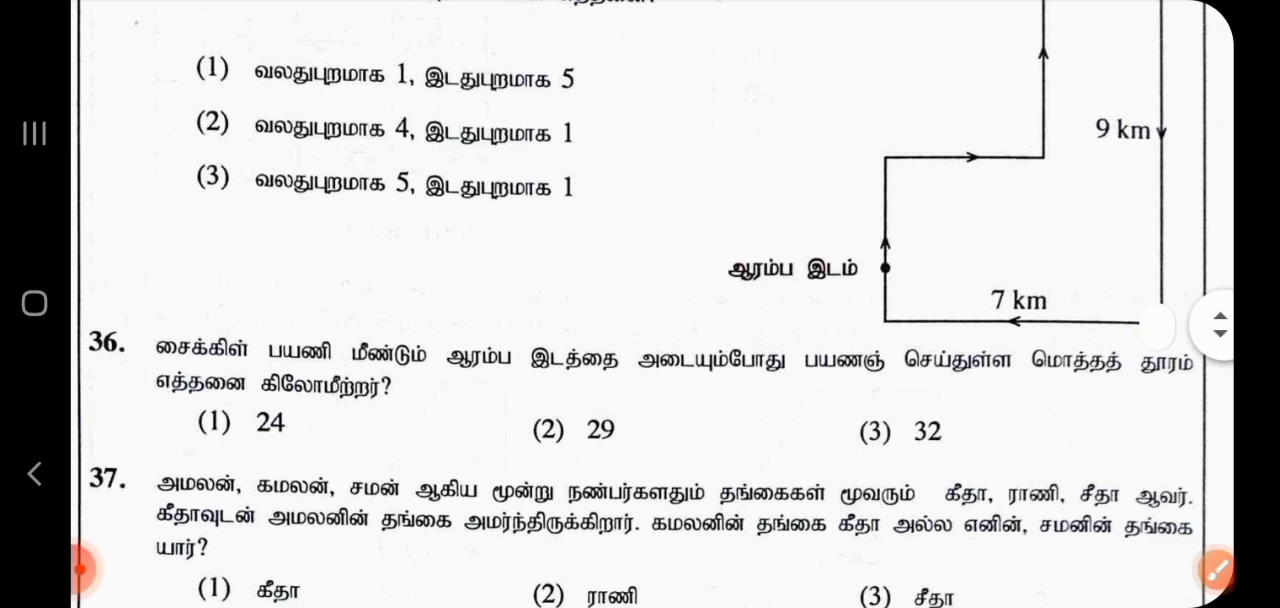 (1) வலதுபுறமாக 1, இடதுபுறமாக 5
(2) வலதுபுறமாக 4, இடதுபுறமாக 1
(3) வலதுபுறமாக 5, இடதுபுறமாக 1
9 km
ஆரம்ப இடம்
7 km
36. சைக்கிள் பயணி மீண்டும் ஆரம்ப இடத்தை அடையும்போது பயணஞ் செய்துள்ள மொத்தத் தூரம்
எத்தனை கிலோமீற்றர்?
(1) 24 (2) 29 (3) 32
37. அமலன், கமலன், சமன் ஆகிய மூன்று நண்பர்களதும் தங்கைகள் மூவரும் கீதா, ராணி, சீதா ஆவர்.
கீதாவுடன் அமலனின் தங்கை அமர்ந்திருக்கிறார். கமலனின் தங்கை கீதா அல்ல எனின், சமனின் தங்கை
யார்?
(1) கீதா (2) ராணி (3) சீதா